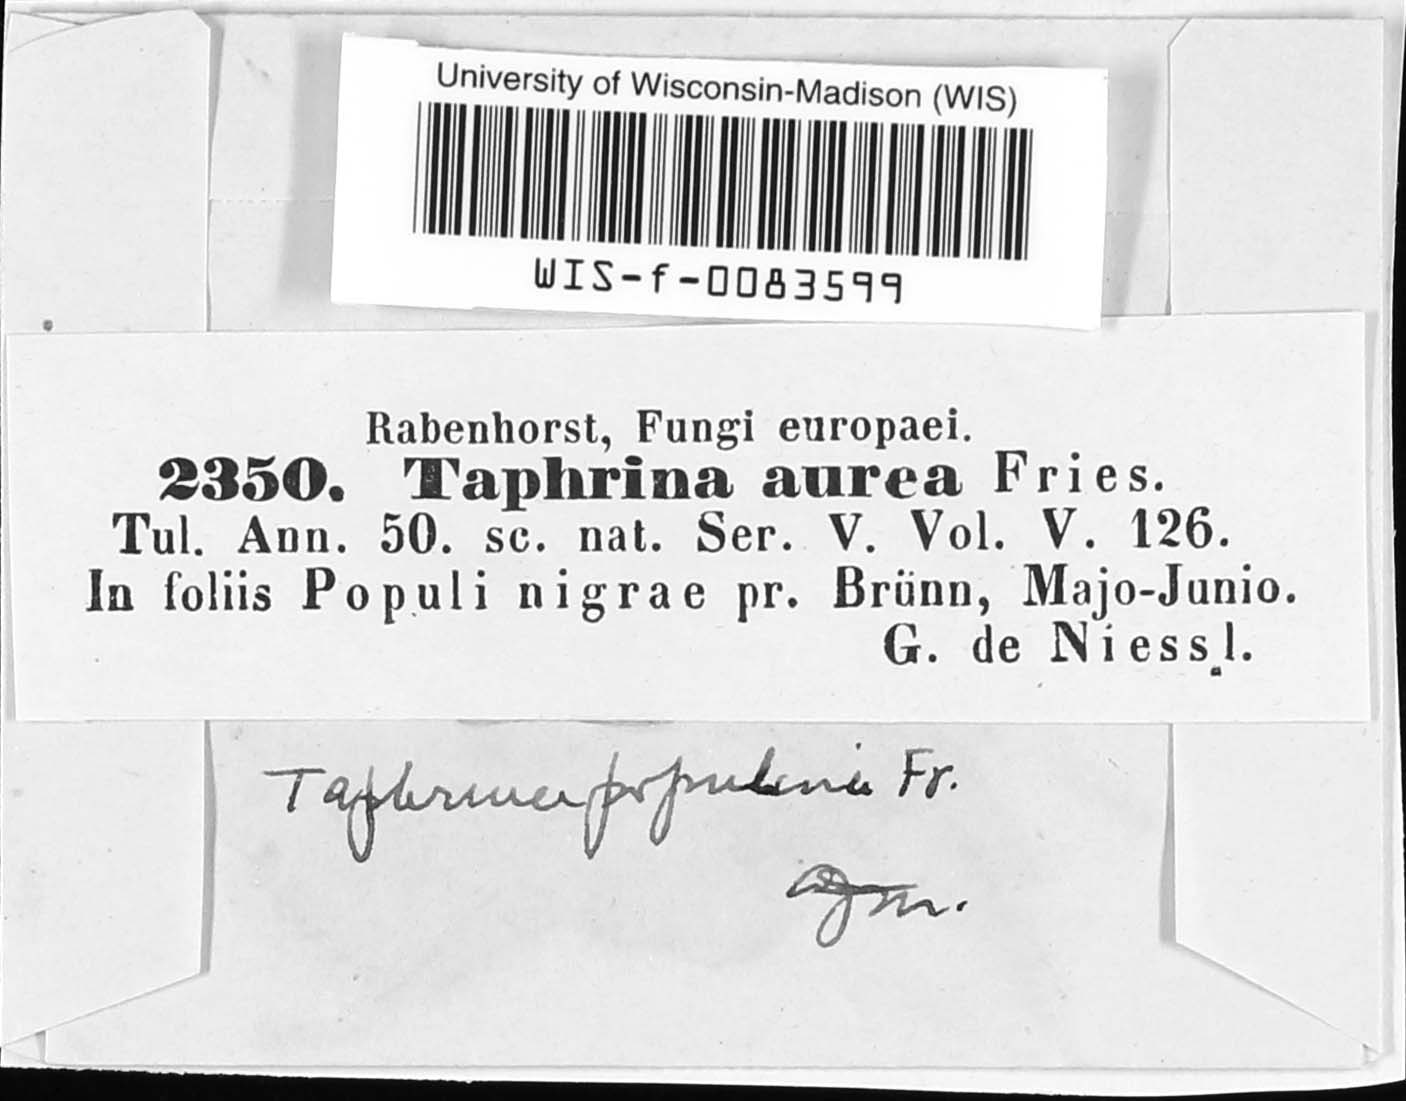 University of Wisconsin-Madison (WIS)
WIS-f-0083599
Rabenhorst, Fungi europaei.
2350. Taphrina aurea Fries.
Tul. Ann. 50. sc. nat. Ser. V. Vol. V. 126.
In foliis Populi nigrae pr. Brünn, Majo-Junio.
G. de Niessl.
Taphrina populina Fr.